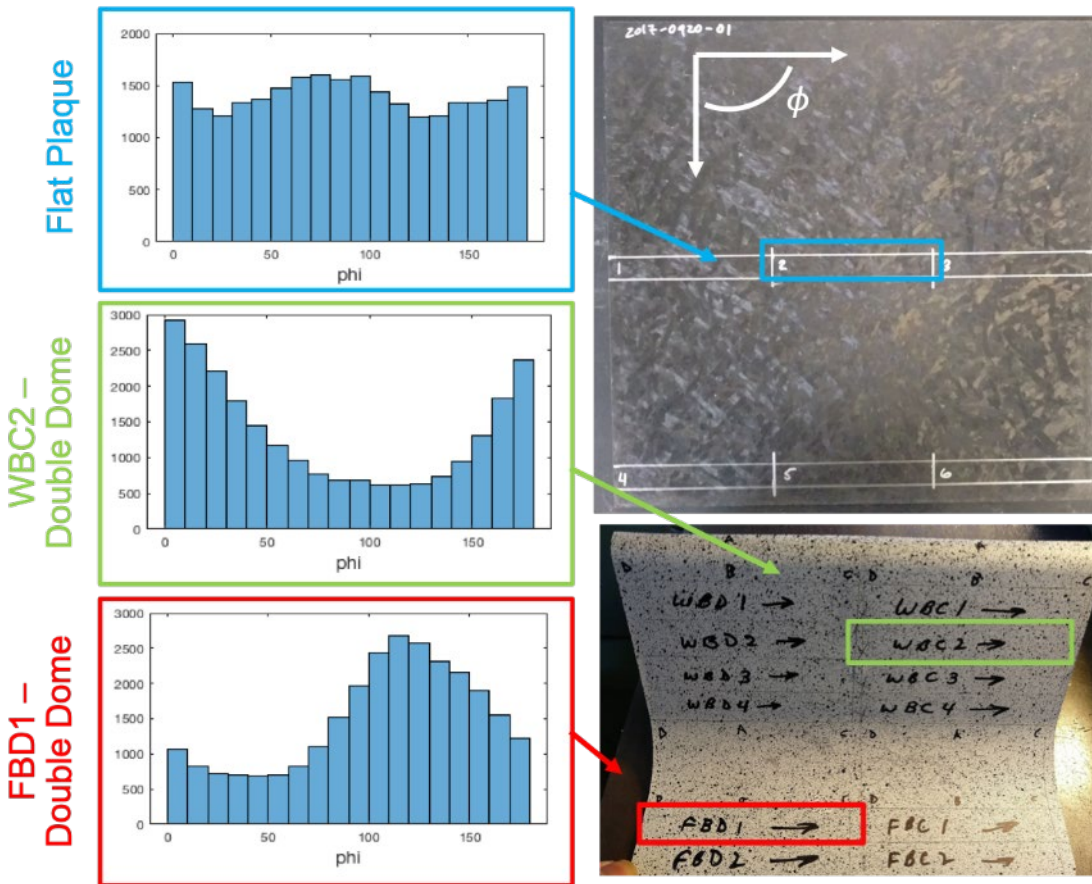 Flat Plaque
2000
1500
1000
500
0
0 50 100 150
phi
WBC2 –
Double Dome
3000
2500
2000
1500
1000
500
0
0 50 100 150
phi
FBD1 –
Double Dome
3000
2500
2000
1500
1000
500
0
0 50 100 150
phi
2017-0920-01
ϕ
1 2 3
4 5 6
A
D B C D B C
WBD1 WBC1
WBD2 WBC2
WBD3 WBC3
WBD4 WBC4
D A C D A C
D C D B C
FBD1 FBC1
FBD2 FBC2